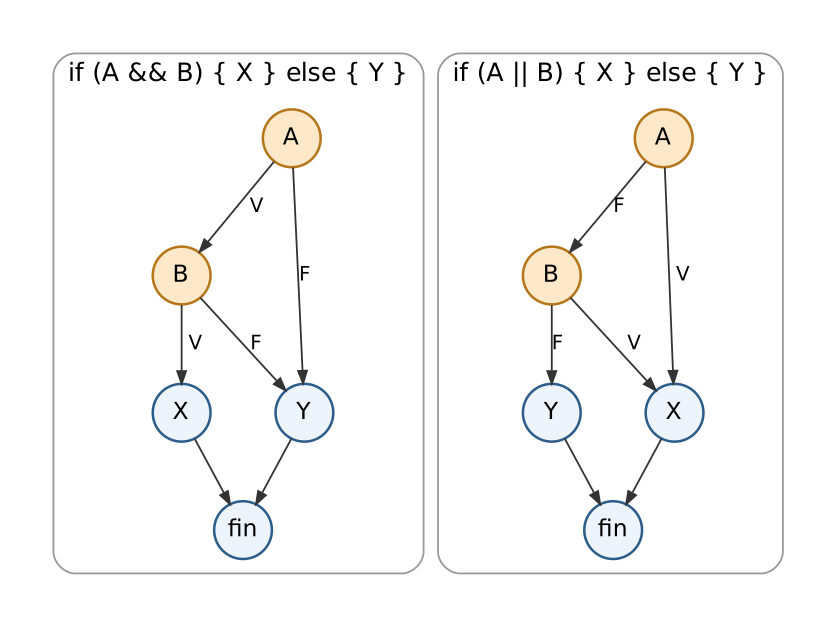 if (A && B) { X } else { Y }
A
V
B
F
V
F
X
Y
fin
if (A || B) { X } else { Y }
A
F
B
V
F
V
Y
X
fin